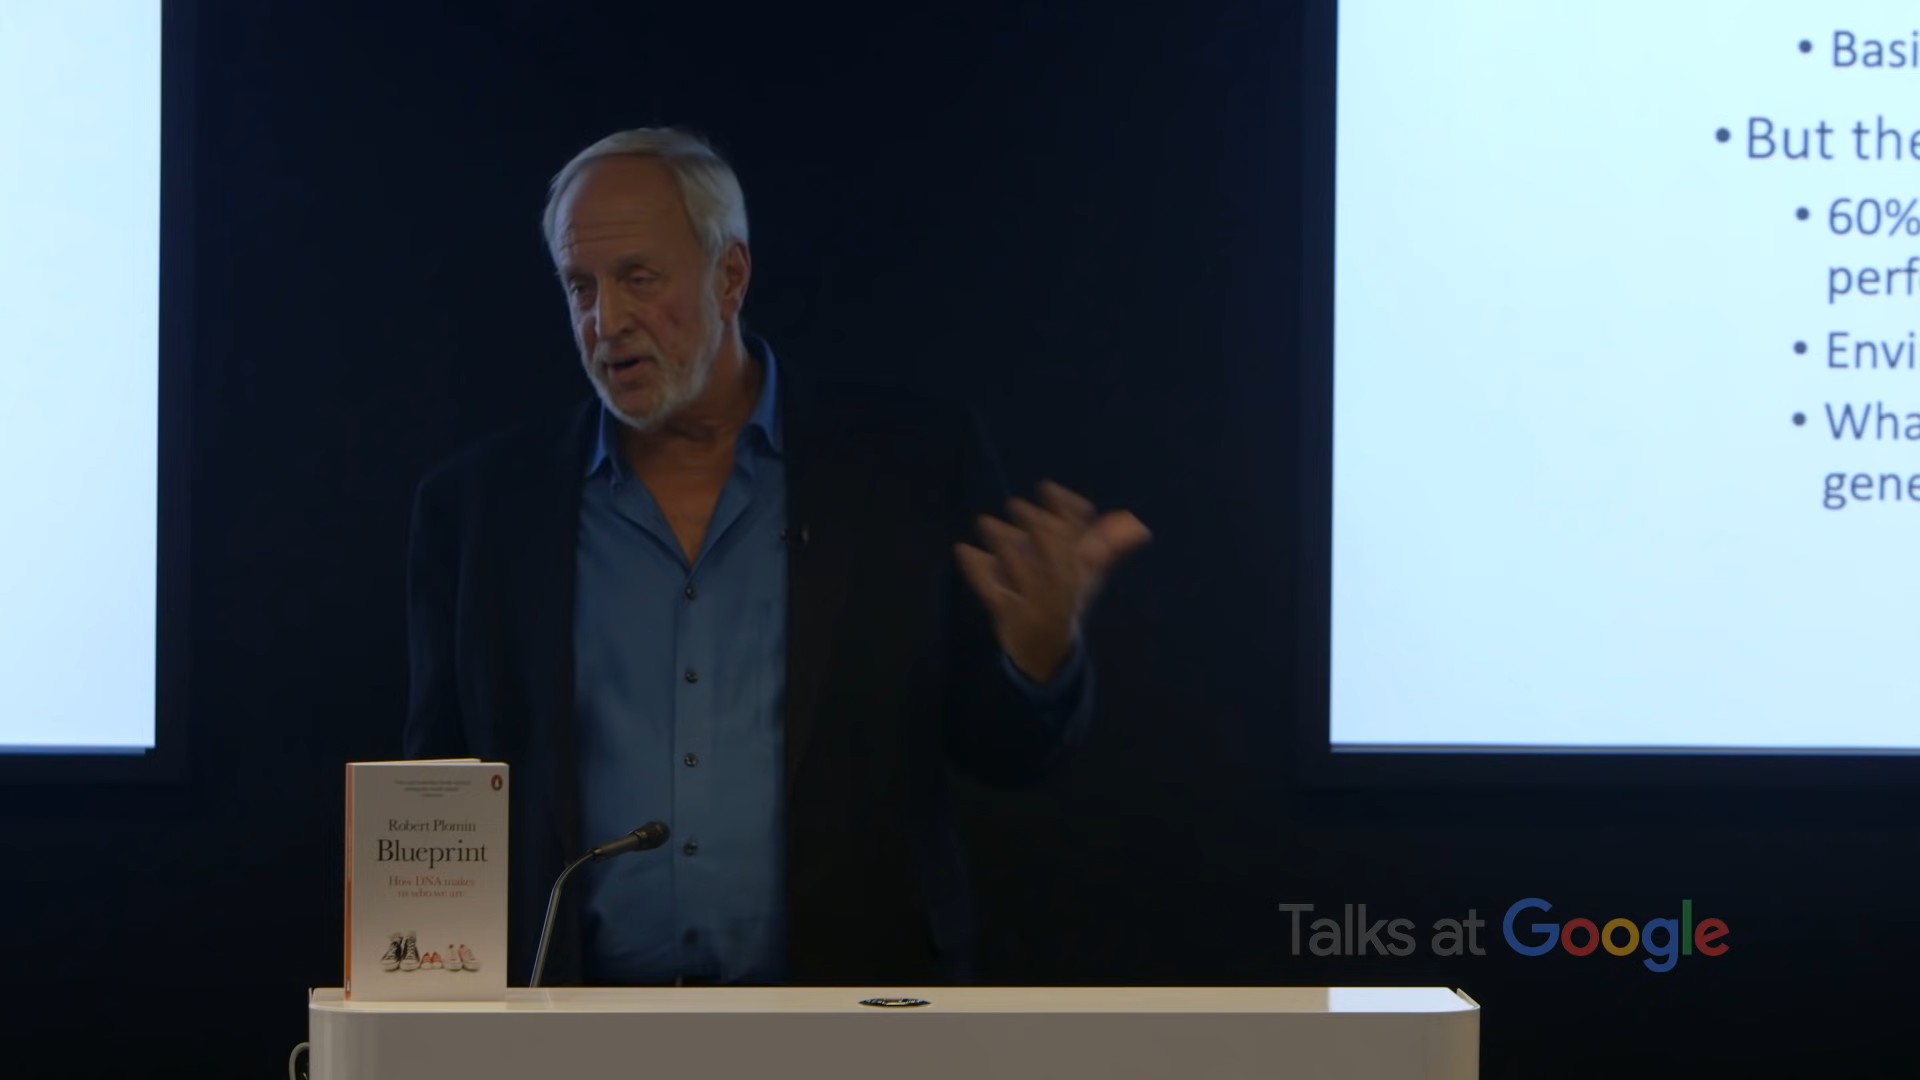 • Basi
• But the
• 60%
perf
• Envi
• Wha
gene
Robert Plomin
Blueprint
How DNA makes
us who we are
Talks at Google